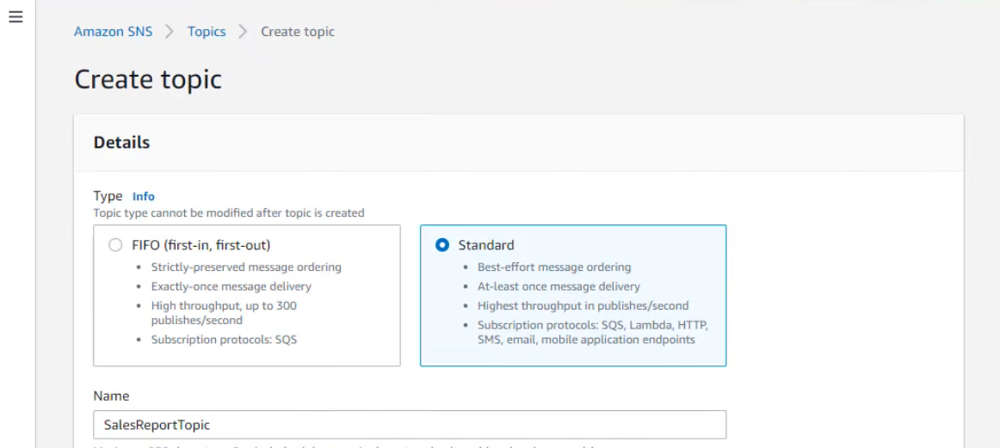 Amazon SNS > Topics > Create topic
Create topic
Details
Type Info
Topic type cannot be modified after topic is created
FIFO (first-in, first-out)
• Strictly-preserved message ordering
• Exactly-once message delivery
• High throughput, up to 300
publishes/second
• Subscription protocols: SQS
Standard
• Best-effort message ordering
• At-least once message delivery
• Highest throughput in publishes/second
• Subscription protocols: SQS, Lambda, HTTP,
SMS, email, mobile application endpoints
Name
SalesReportTopic